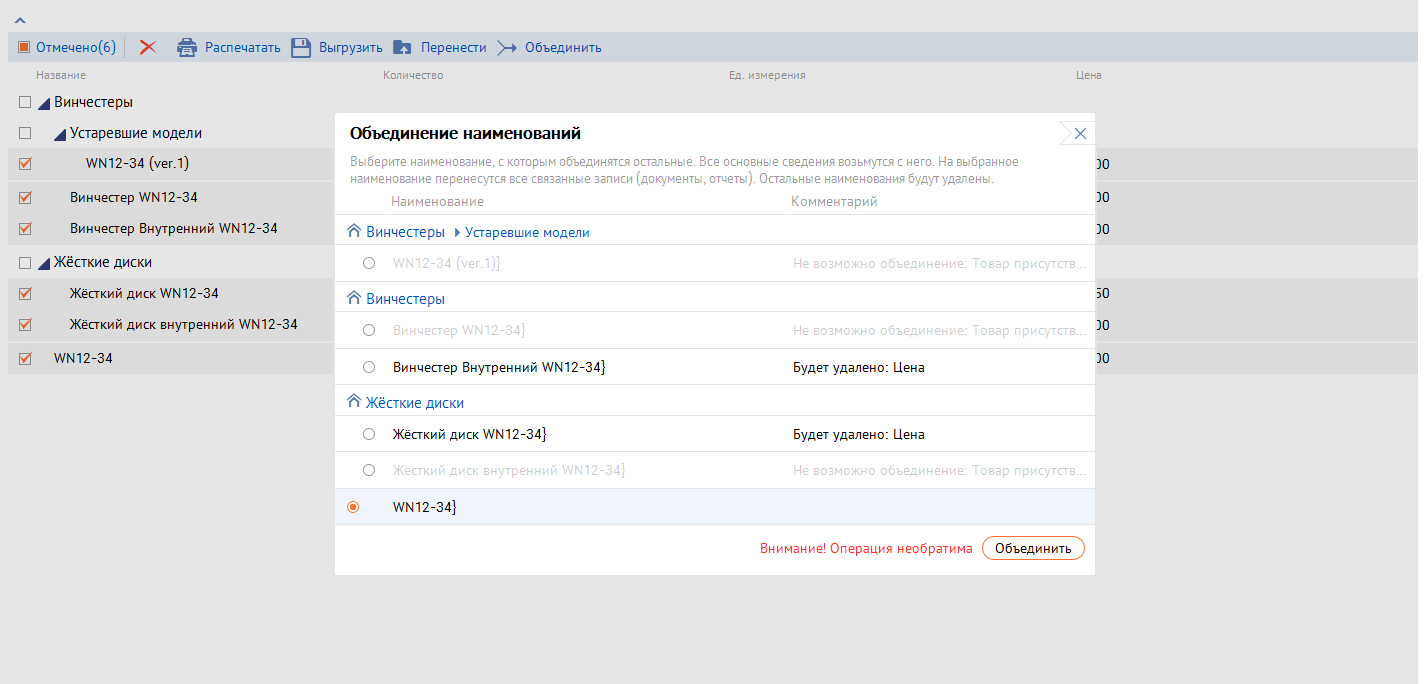 Отмечено(6) Распечатать Выгрузить Перенести Объединить
Название Количество Ед. измерения Цена
Винчестеры
Устаревшие модели
WN12-34 (ver.1)
Винчестер WN12-34
Винчестер Внутренний WN12-34
Жёсткие диски
Жёсткий диск WN12-34
Жёсткий диск внутренний WN12-34
WN12-34
00
00
00
50
00
00
Объединение наименований
Выберите наименование, с которым объединятся остальные. Все основные сведения возьмутся с него. На выбранное
наименование перенесутся все связанные записи (документы, отчеты). Остальные наименования будут удалены.
Наименование Комментарий
Винчестеры Устаревшие модели
WN12-34 (ver.1)} Не возможно объединение: Товар присутств...
Винчестеры
Винчестер WN12-34} Не возможно объединение: Товар присутств...
Винчестер Внутренний WN12-34} Будет удалено: Цена
Жёсткие диски
Жёсткий диск WN12-34} Будет удалено: Цена
Жёсткий диск внутренний WN12-34} Не возможно объединение: Товар присутств...
WN12-34}
Внимание! Операция необратима Объединить